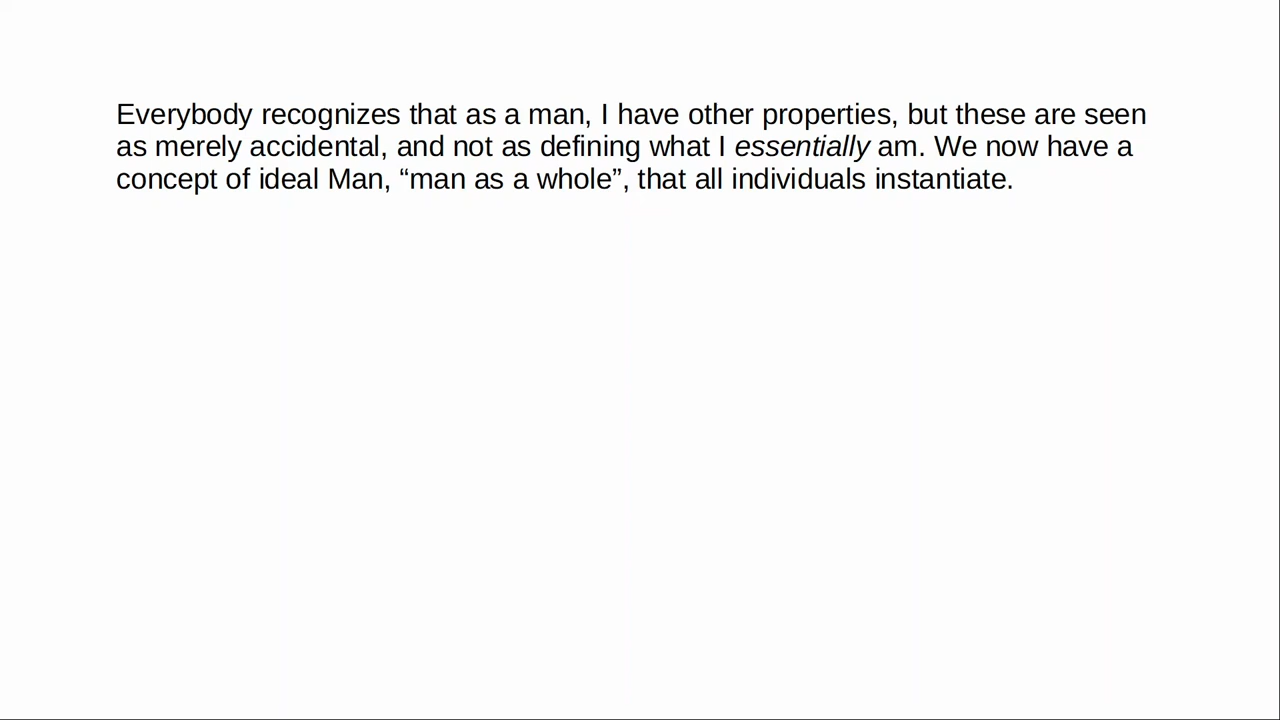 Everybody recognizes that as a man, I have other properties, but these are seen
as merely accidental, and not as defining what I essentially am. We now have a
concept of ideal Man, “man as a whole”, that all individuals instantiate.